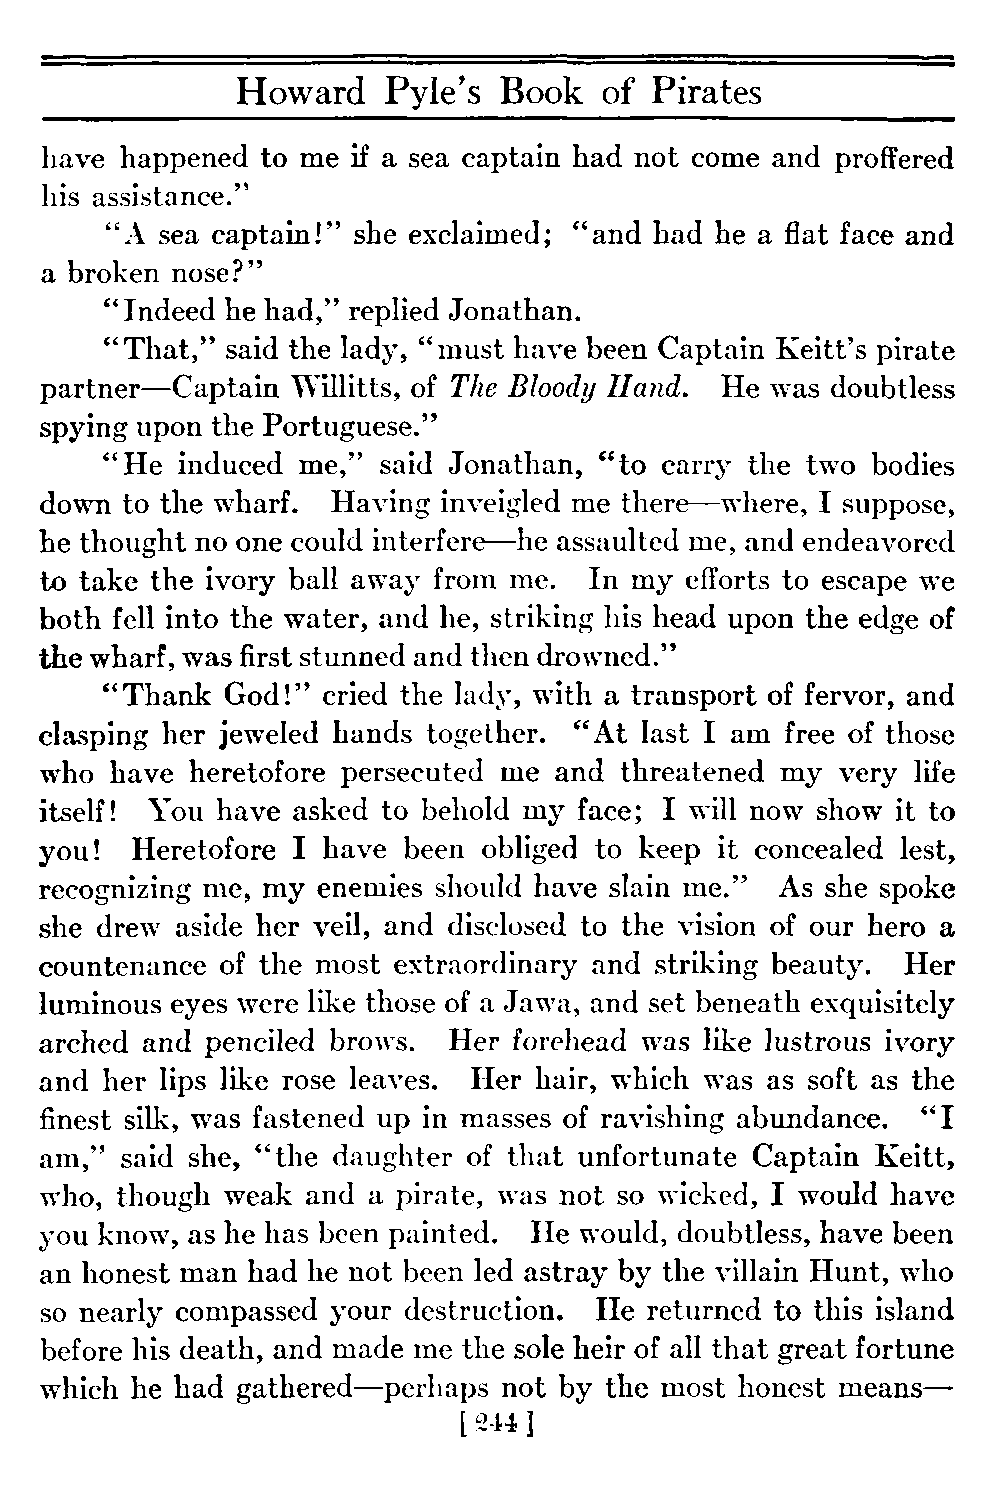 Howard Pyle's Book of Pirates
have happened to me if a sea captain had not come and proffered
his assistance."
"A sea captain!" she exclaimed; "and had he a flat face and
a broken nose?"
"Indeed he had," replied Jonathan.
"That," said the lady, "must have been Captain Keitt's pirate
partner—Captain Willitts, of The Bloody Hand. He was doubtless
spying upon the Portuguese."
"He induced me," said Jonathan, "to carry the two bodies
down to the wharf. Having inveigled me there—where, I suppose,
he thought no one could interfere—he assaulted me, and endeavored
to take the ivory ball away from me. In my efforts to escape we
both fell into the water, and he, striking his head upon the edge of
the wharf, was first stunned and then drowned."
"Thank God!" cried the lady, with a transport of fervor, and
clasping her jeweled hands together. "At last I am free of those
who have heretofore persecuted me and threatened my very life
itself! You have asked to behold my face; I will now show it to
you! Heretofore I have been obliged to keep it concealed lest,
recognizing me, my enemies should have slain me." As she spoke
she drew aside her veil, and disclosed to the vision of our hero a
countenance of the most extraordinary and striking beauty. Her
luminous eyes were like those of a Jawa, and set beneath exquisitely
arched and penciled brows. Her forehead was like lustrous ivory
and her lips like rose leaves. Her hair, which was as soft as the
finest silk, was fastened up in masses of ravishing abundance. "I
am," said she, "the daughter of that unfortunate Captain Keitt,
who, though weak and a pirate, was not so wicked, I would have
you know, as he has been painted. He would, doubtless, have been
an honest man had he not been led astray by the villain Hunt, who
so nearly compassed your destruction. He returned to this island
before his death, and made me the sole heir of all that great fortune
which he had gathered—perhaps not by the most honest means—
[ 244 ]